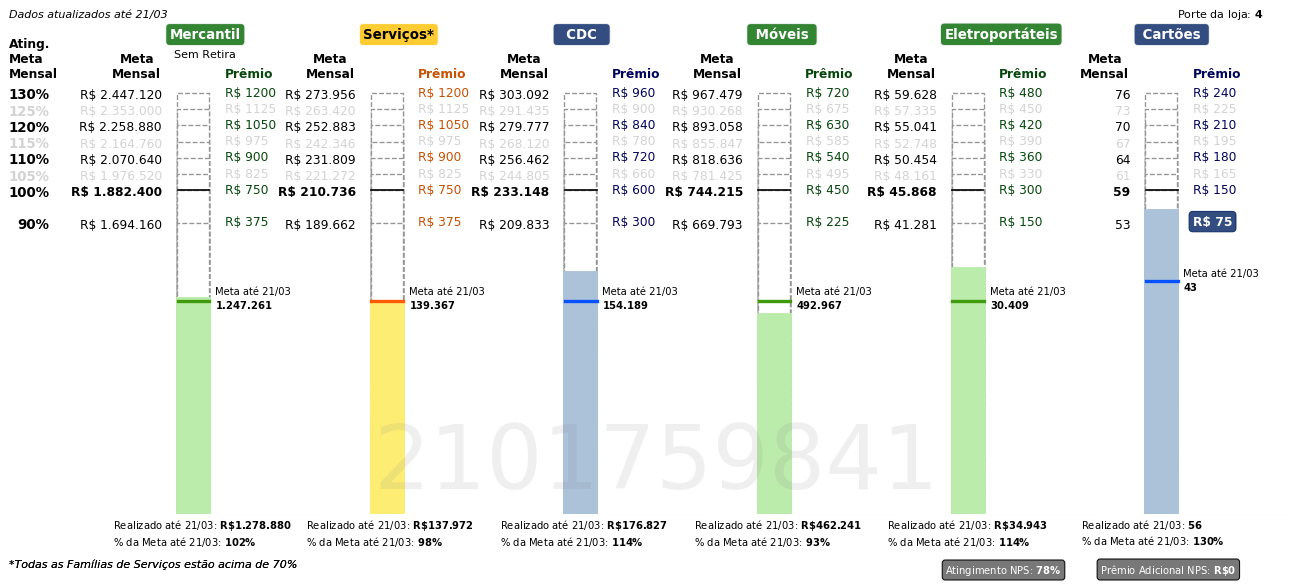 Dados atualizados até 21/03 Porte da loja: 4
Mercantil Serviços* CDC Móveis Eletroportáteis Cartões
Sem Retira
Ating. Meta Mensal Meta Mensal Prêmio Meta Mensal Prêmio Meta Mensal Prêmio Meta Mensal Prêmio Meta Mensal Prêmio Meta Mensal Prêmio
130% R$ 2.447.120 R$ 1200 R$ 273.956 R$ 1200 R$ 303.092 R$ 960 R$ 967.479 R$ 720 R$ 59.628 R$ 480 76 R$ 240
125% R$ 2.353.000 R$ 1125 R$ 263.420 R$ 1125 R$ 291.435 R$ 900 R$ 930.268 R$ 675 R$ 57.335 R$ 450 73 R$ 225
120% R$ 2.258.880 R$ 1050 R$ 252.883 R$ 1050 R$ 279.777 R$ 840 R$ 893.058 R$ 630 R$ 55.041 R$ 420 70 R$ 210
115% R$ 2.164.760 R$ 975 R$ 242.346 R$ 975 R$ 268.120 R$ 780 R$ 855.847 R$ 585 R$ 52.748 R$ 390 67 R$ 195
110% R$ 2.070.640 R$ 900 R$ 231.809 R$ 900 R$ 256.462 R$ 720 R$ 818.636 R$ 540 R$ 50.454 R$ 360 64 R$ 180
105% R$ 1.976.520 R$ 825 R$ 221.272 R$ 825 R$ 244.805 R$ 660 R$ 781.425 R$ 495 R$ 48.161 R$ 330 61 R$ 165
100% R$ 1.882.400 R$ 750 R$ 210.736 R$ 750 R$ 233.148 R$ 600 R$ 744.215 R$ 450 R$ 45.868 R$ 300 59 R$ 150
90% R$ 1.694.160 R$ 375 R$ 189.662 R$ 375 R$ 209.833 R$ 300 R$ 669.793 R$ 225 R$ 41.281 R$ 150 53 R$ 75
Meta até 21/03 Meta até 21/03 Meta até 21/03 Meta até 21/03 Meta até 21/03 Meta até 21/03
1.247.261 139.367 154.189 492.967 30.409 43
2101759841
Realizado até 21/03: R$1.278.880 Realizado até 21/03: R$137.972 Realizado até 21/03: R$176.827 Realizado até 21/03: R$462.241 Realizado até 21/03: R$34.943 Realizado até 21/03: 56
% da Meta até 21/03: 102% % da Meta até 21/03: 98% % da Meta até 21/03: 114% % da Meta até 21/03: 93% % da Meta até 21/03: 114% % da Meta até 21/03: 130%
*Todas as Famílias de Serviços estão acima de 70% Atingimento NPS: 78% Prêmio Adicional NPS: R$0